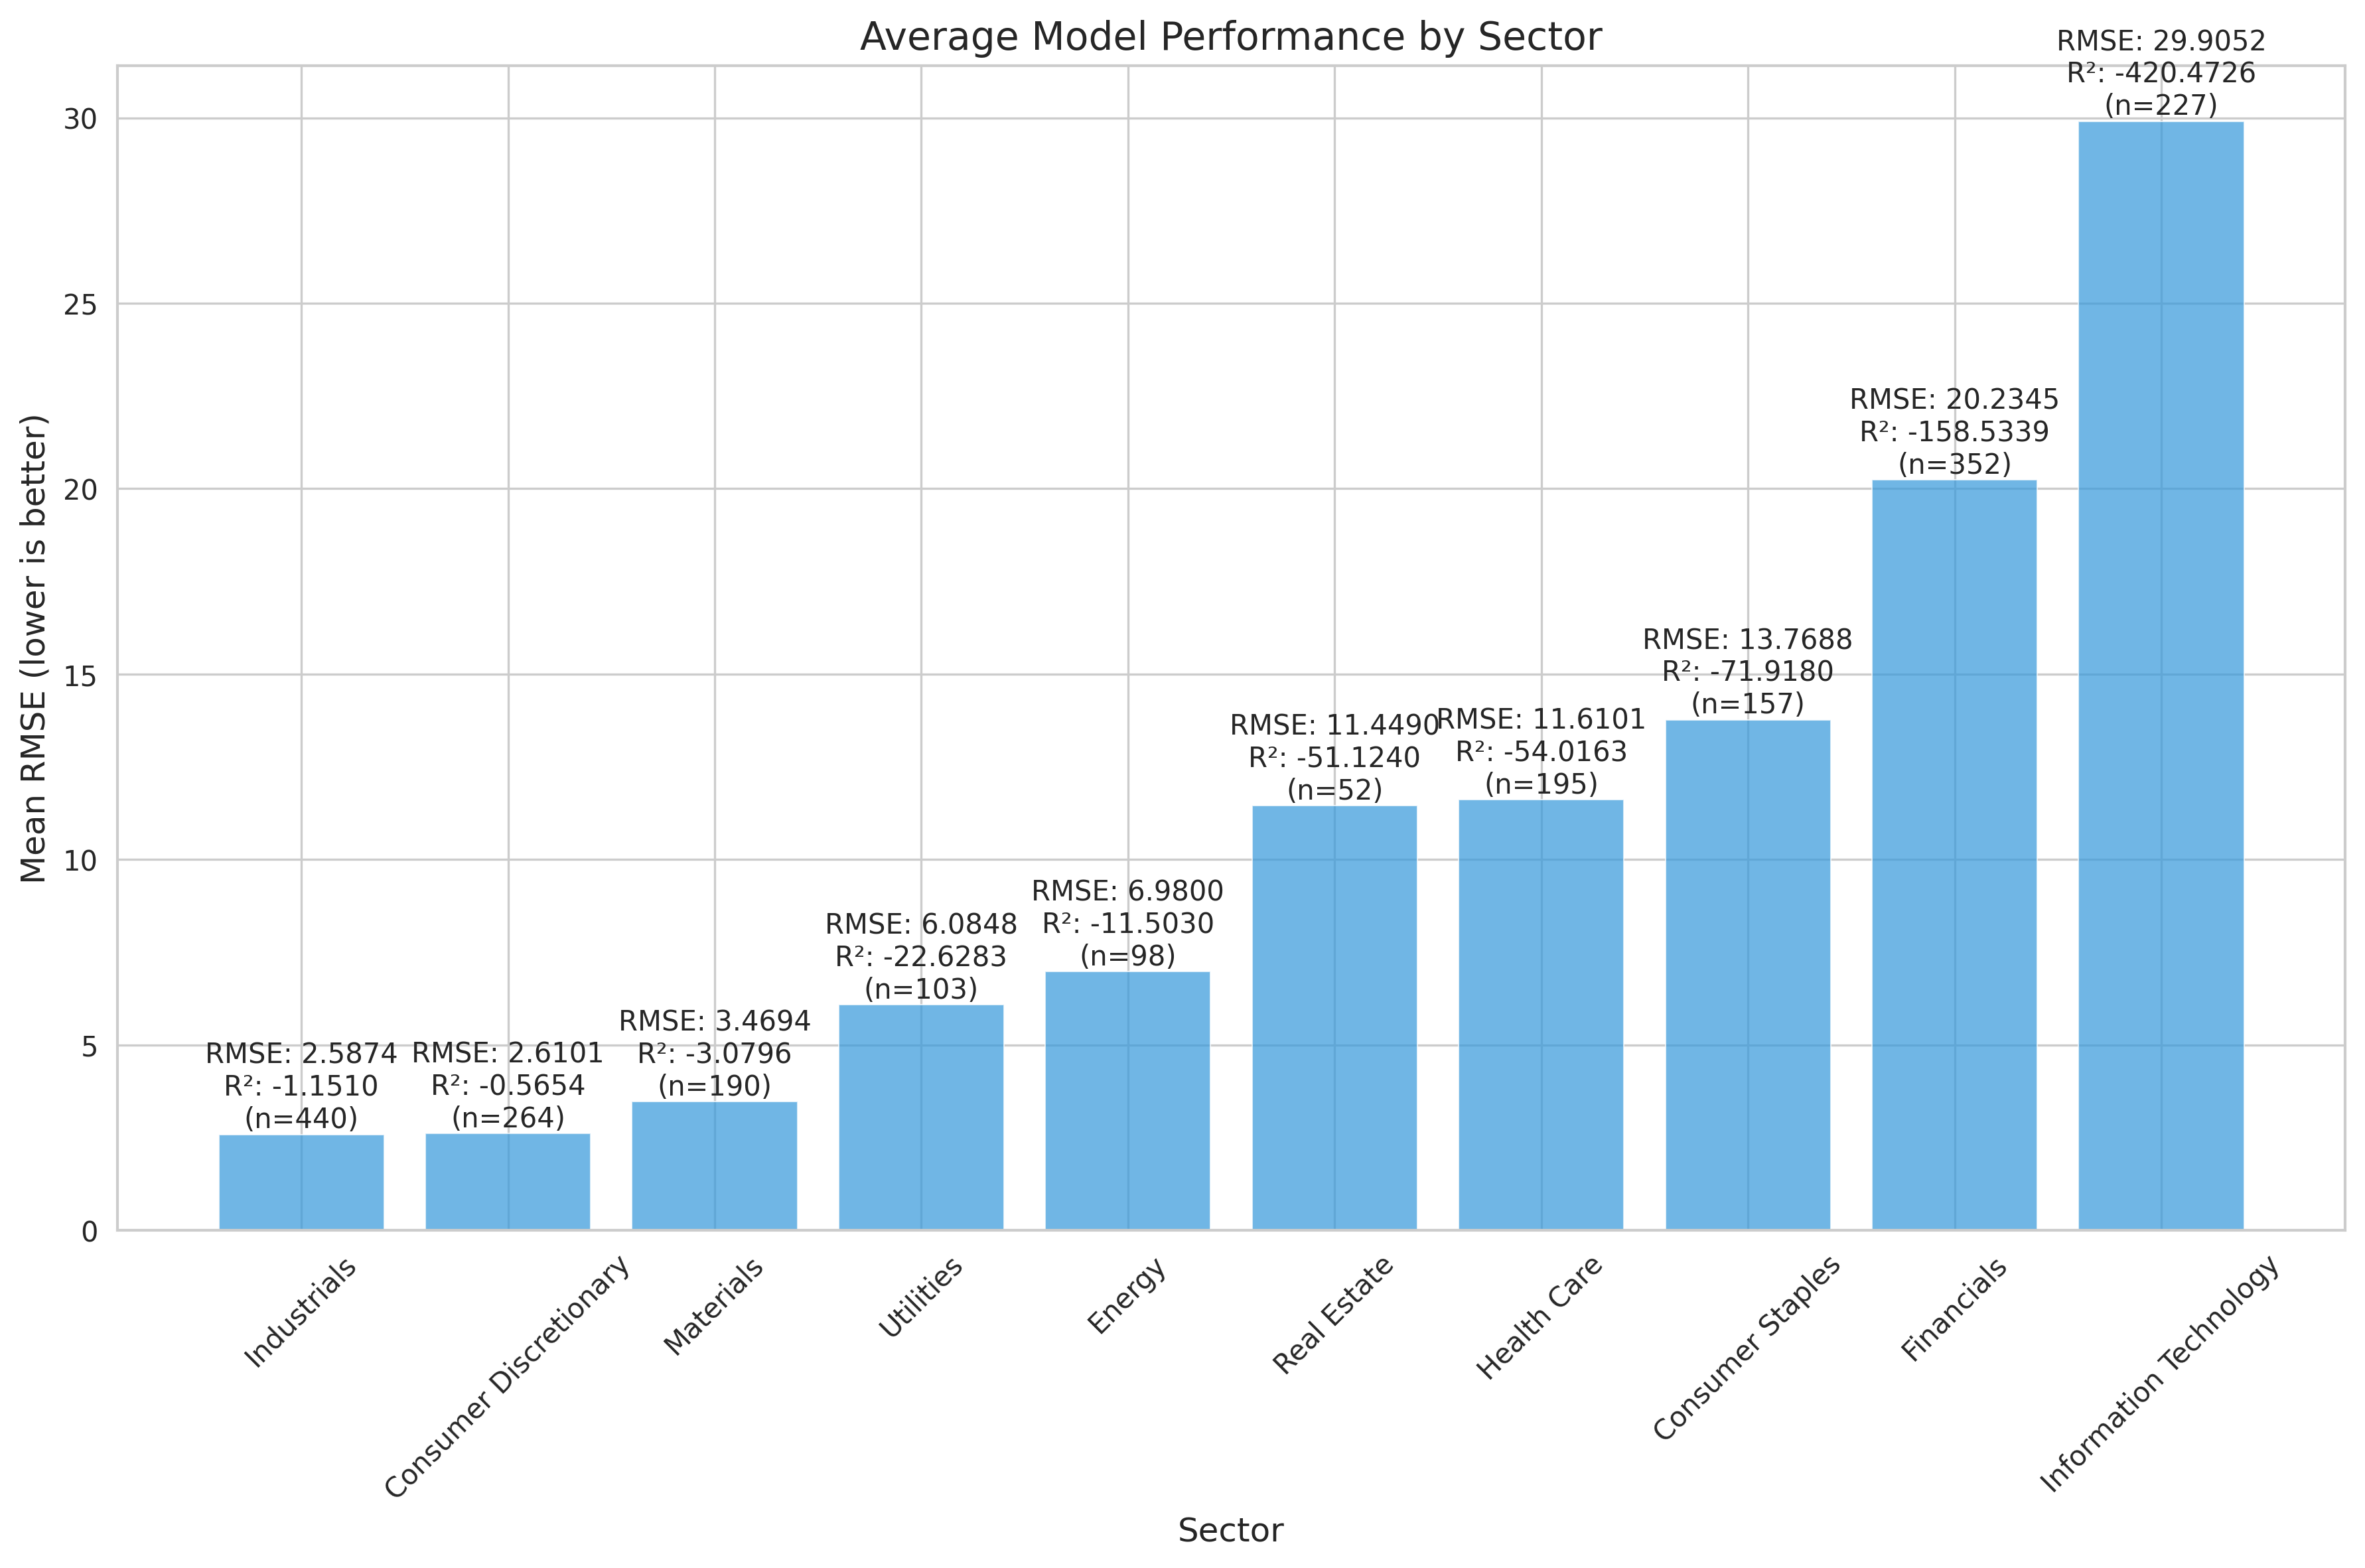 Average Model Performance by Sector
Mean RMSE (lower is better)
30
25
20
15
10
5
0
RMSE: 2.5874
R²: -1.1510
(n=440)
RMSE: 2.6101
R²: -0.5654
(n=264)
RMSE: 3.4694
R²: -3.0796
(n=190)
RMSE: 6.0848
R²: -22.6283
(n=103)
RMSE: 6.9800
R²: -11.5030
(n=98)
RMSE: 11.4490
R²: -51.1240
(n=52)
RMSE: 11.6101
R²: -54.0163
(n=195)
RMSE: 13.7688
R²: -71.9180
(n=157)
RMSE: 20.2345
R²: -158.5339
(n=352)
RMSE: 29.9052
R²: -420.4726
(n=227)
Industrials
Consumer Discretionary
Materials
Utilities
Energy
Real Estate
Health Care
Consumer Staples
Financials
Information Technology
Sector